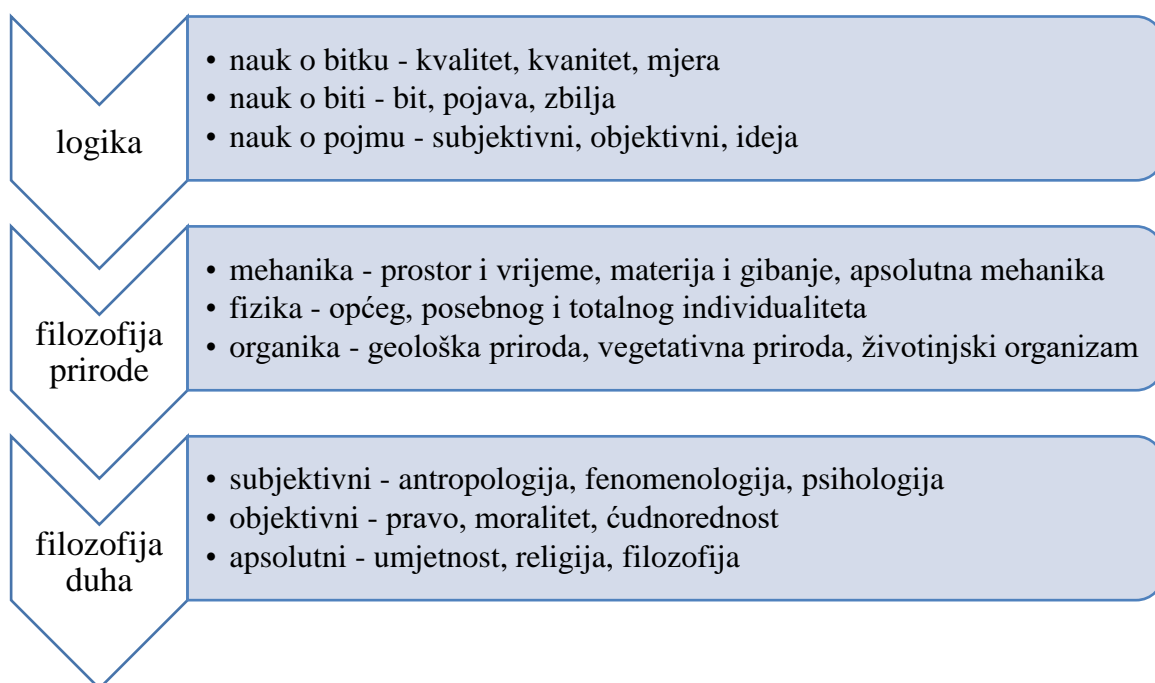 logika
• nauk o bitku - kvalitet, kvanitet, mjera
• nauk o biti - bit, pojava, zbilja
• nauk o pojmu - subjektivni, objektivni, ideja
filozofija
prirode
• mehanika - prostor i vrijeme, materija i gibanje, apsolutna mehanika
• fizika - općeg, posebnog i totalnog individualiteta
• organika - geološka priroda, vegetativna priroda, životinjski organizam
filozofija
duha
• subjektivni - antropologija, fenomenologija, psihologija
• objektivni - pravo, moralitet, ćudnorednost
• apsolutni - umjetnost, religija, filozofija